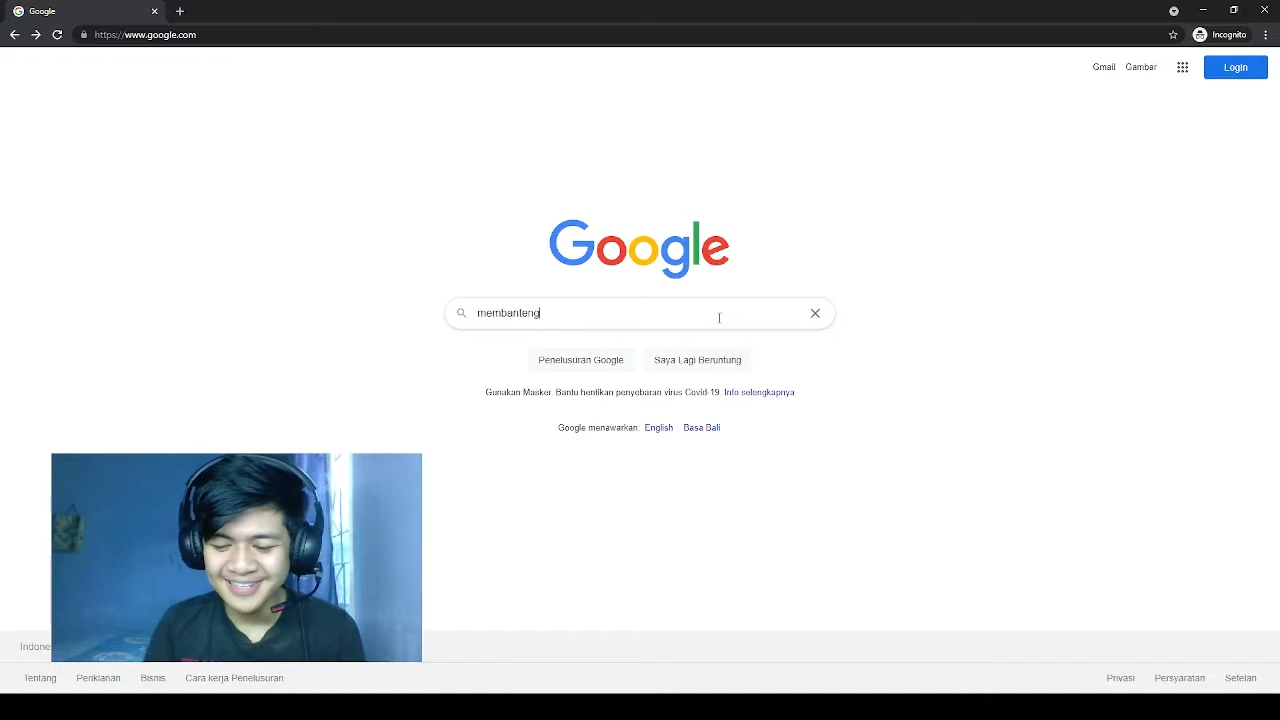 Google
https://www.google.com
Incognito
Gmail Gambar Login
Google
membanteng
Penelusuran Google Saya Lagi Beruntung
Gunakan Masker. Bantu hentikan penyebaran virus Covid-19. Info selengkapnya
Google menawarkan: English Basa Bali
Indone
Tentang Periklanan Bisnis Cara kerja Penelusuran Privasi Persyaratan Setelan